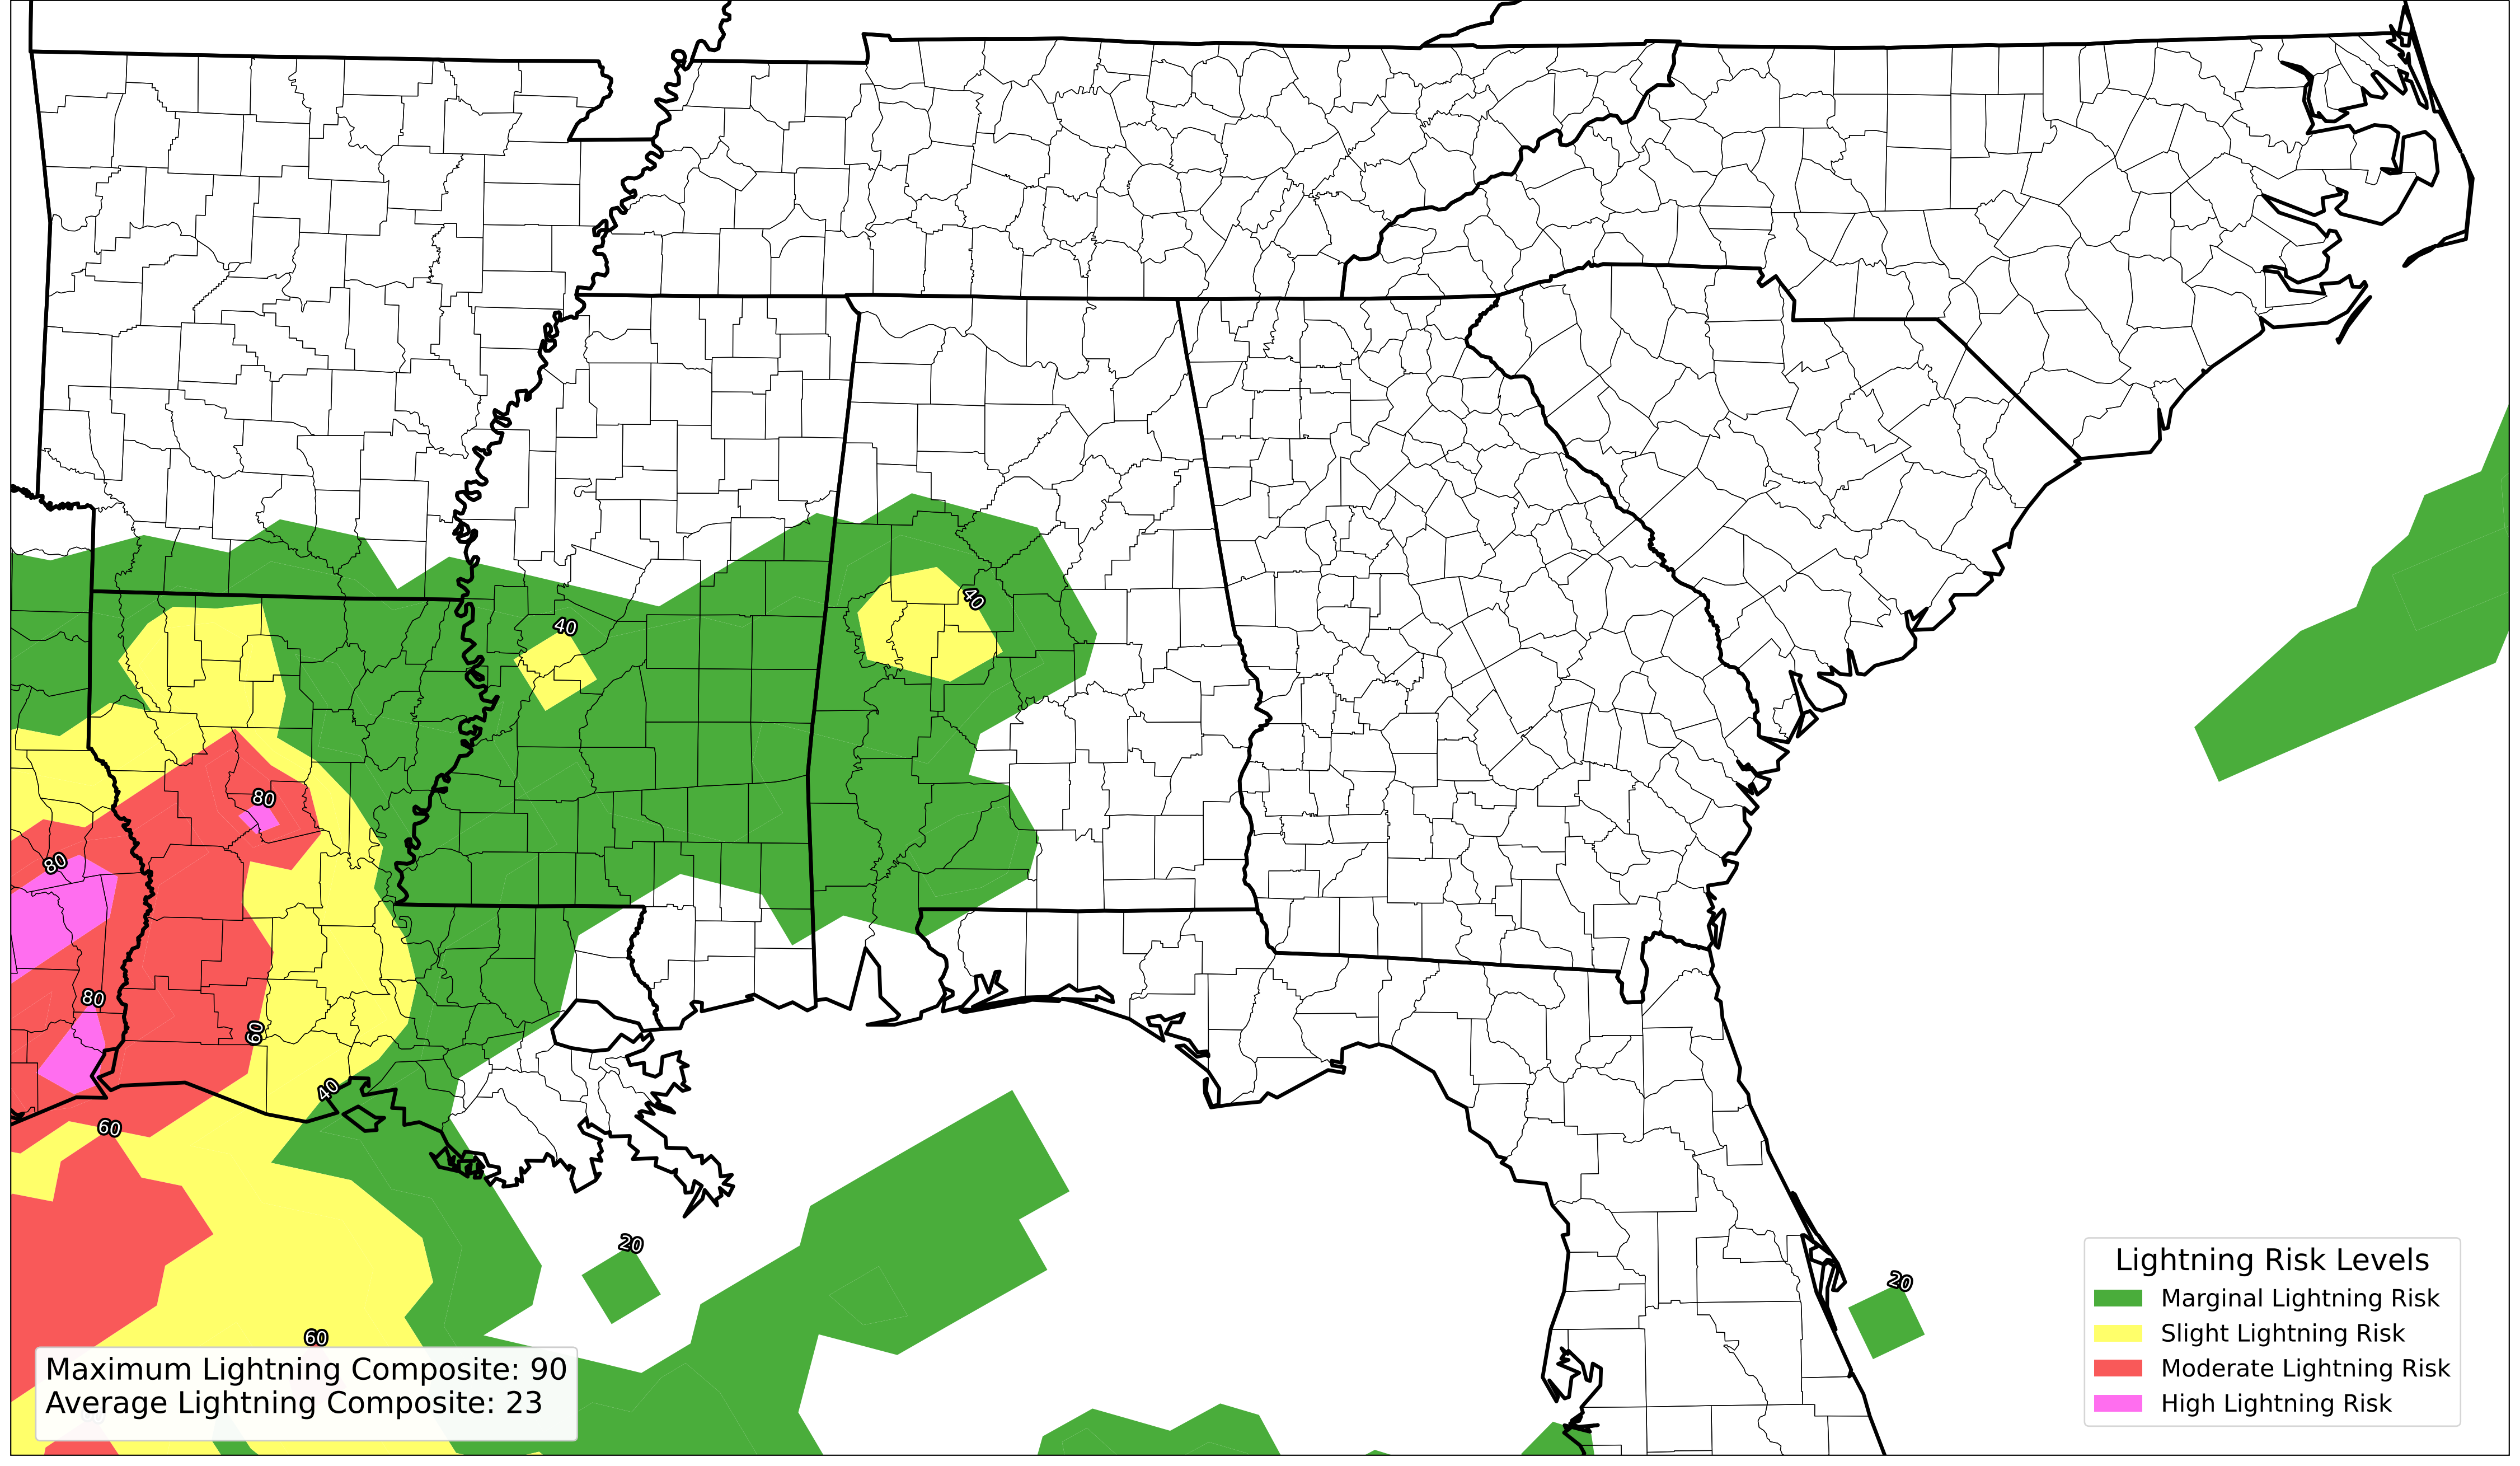 40
40
80
80
80
60
40
60
20
20
60
Lightning Risk Levels
Marginal Lightning Risk
Slight Lightning Risk
Moderate Lightning Risk
High Lightning Risk
Maximum Lightning Composite: 90
Average Lightning Composite: 23